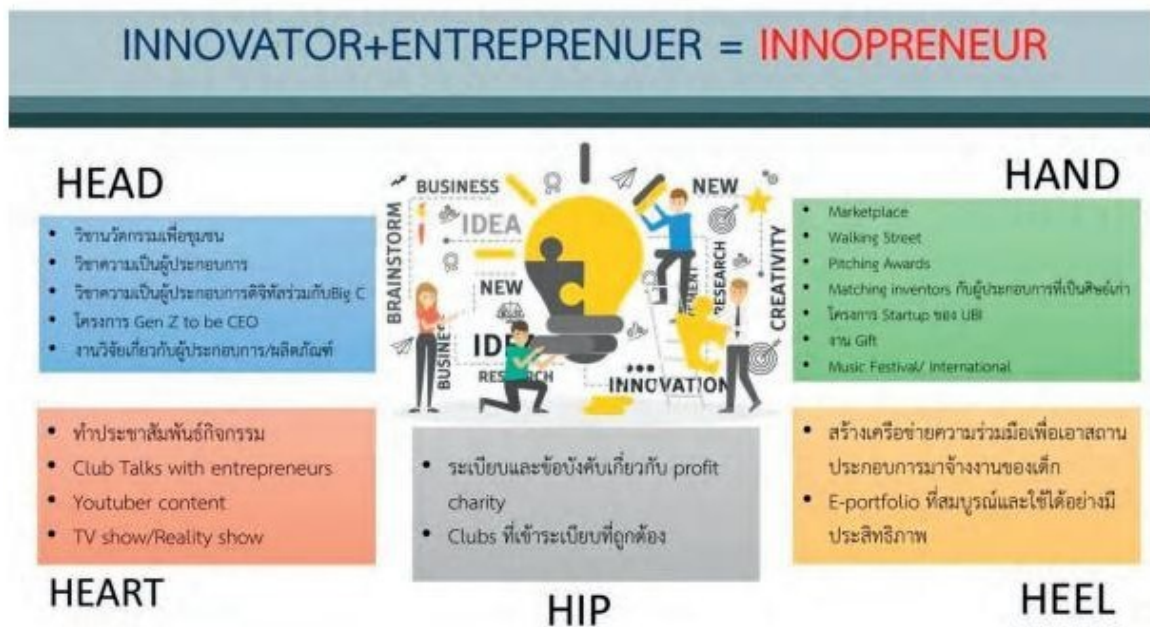 INNOVATOR+ENTREPRENUER = INNOPRENEUR
HEAD
• วิชานวัตกรรมเพื่อชุมชน
• วิชาความเป็นผู้ประกอบการ
• วิชาความเป็นผู้ประกอบการดิจิทัลร่วมกับBig C
• โครงการ Gen Z to be CEO
• งานวิจัยเกี่ยวกับผู้ประกอบการ/ผลิตภัณฑ์
BUSINESS
IDEA
BRAINSTORM
NEW
BUSINESS
RESEARCH
NEW
RESEARCH
CREATIVITY
INNOVATION
HAND
• Marketplace
• Walking Street
• Pitching Awards
• Matching inventors กับผู้ประกอบการที่เป็นศิษย์เก่า
• โครงการ Startup ของ UBI
• งาน Gift
• Music Festival/ International
• ทำประชาสัมพันธ์กิจกรรม
• Club Talks with entrepreneurs
• Youtuber content
• TV show/Reality show
HEART
• ระเบียบและข้อบังคับเกี่ยวกับ profit
charity
• Clubs ที่เข้าระเบียบที่ถูกต้อง
HIP
• สร้างเครือข่ายความร่วมมือเพื่อเอาสถาน
ประกอบการมาจ้างงานของเด็ก
• E-portfolio ที่สมบูรณ์และใช้ได้อย่างมี
ประสิทธิภาพ
HEEL